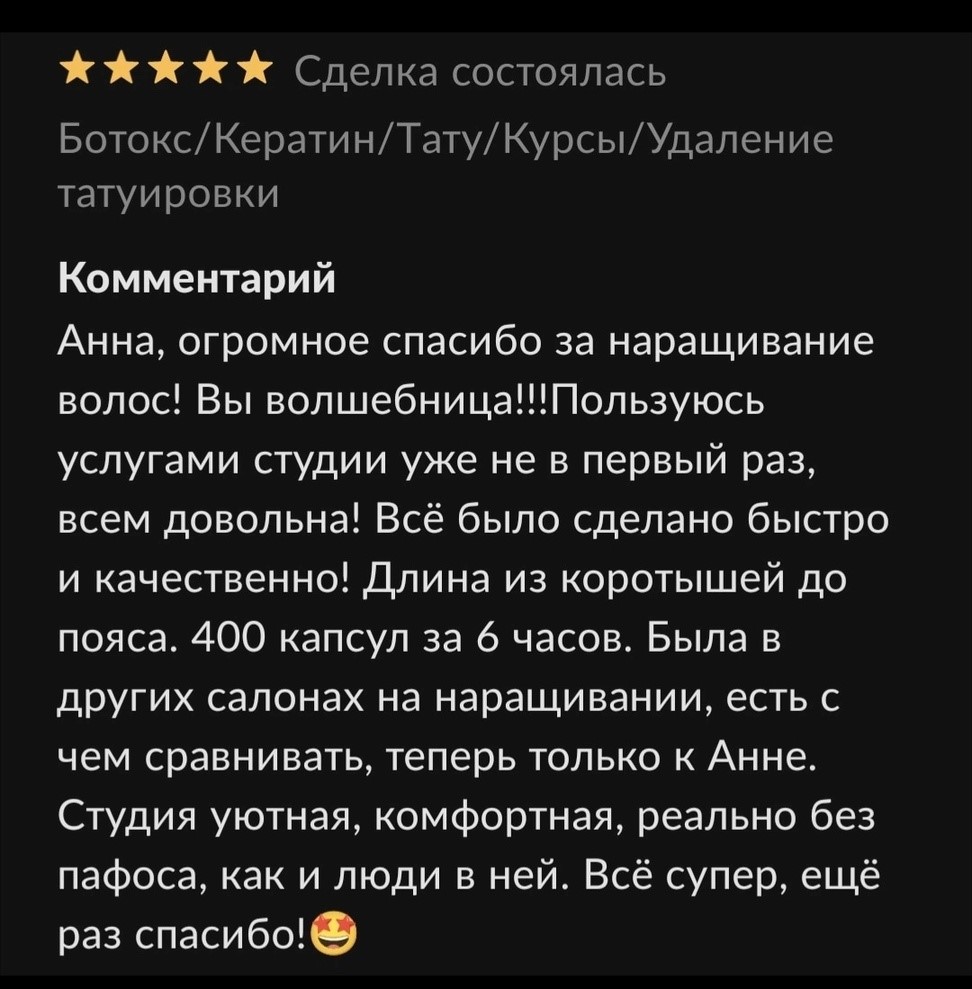 Сделка состоялась
Ботокс/Кератин/Тату/Курсы/Удаление
татуировки
Комментарий
Анна, огромное спасибо за наращивание
волос! Вы волшебница!!!Пользуюсь
услугами студии уже не в первый раз,
всем довольна! Всё было сделано быстро
и качественно! Длина из коротышей до
пояса. 400 капсул за 6 часов. Была в
других салонах на наращивании, есть с
чем сравнивать, теперь только к Анне.
Студия уютная, комфортная, реально без
пафоса, как и люди в ней. Всё супер, ещё
раз спасибо!🤩